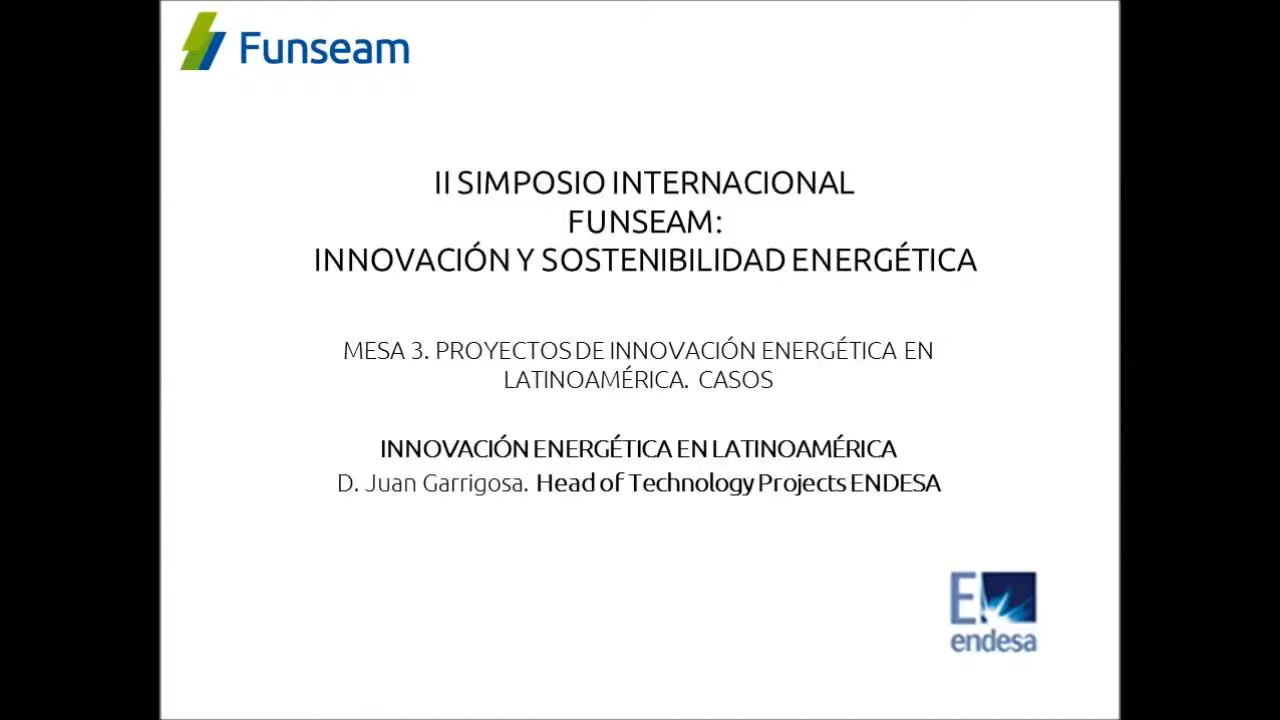 Funseam
II SIMPOSIO INTERNACIONAL
FUNSEAM:
INNOVACIÓN Y SOSTENIBILIDAD ENERGÉTICA
MESA 3. PROYECTOS DE INNOVACIÓN ENERGÉTICA EN
LATINOAMÉRICA. CASOS
INNOVACIÓN ENERGÉTICA EN LATINOAMÉRICA
D. Juan Garrigosa. Head of Technology Projects ENDESA
E
endesa